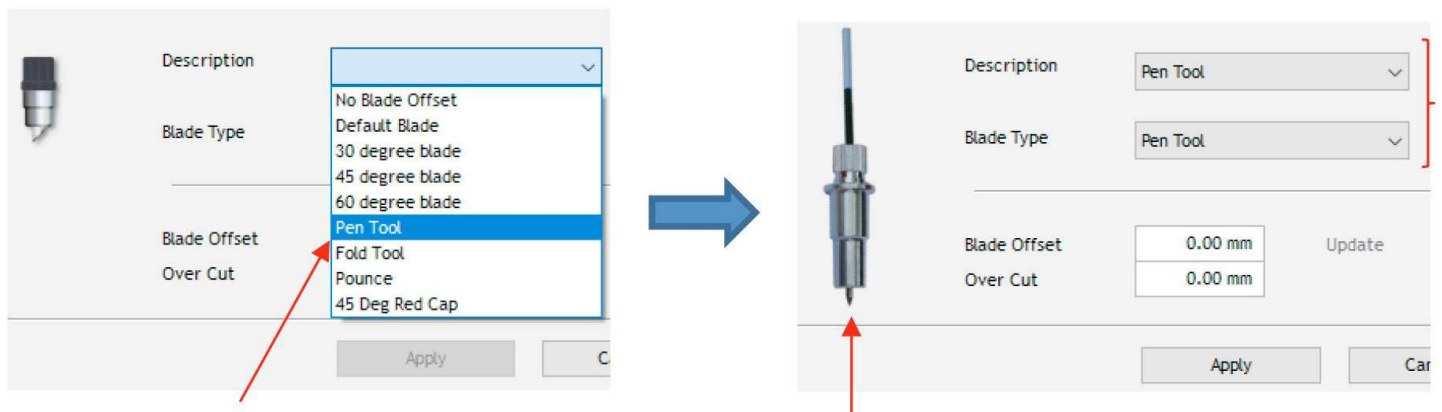 Description
No Blade Offset
Default Blade
Blade Type
30 degree blade
45 degree blade
60 degree blade
Pen Tool
Blade Offset
Fold Tool
Over Cut
Pounce
45 Deg Red Cap
Apply
C
Description Pen Tool
Blade Type Pen Tool
Blade Offset 0.00 mm Update
Over Cut 0.00 mm
Apply Car